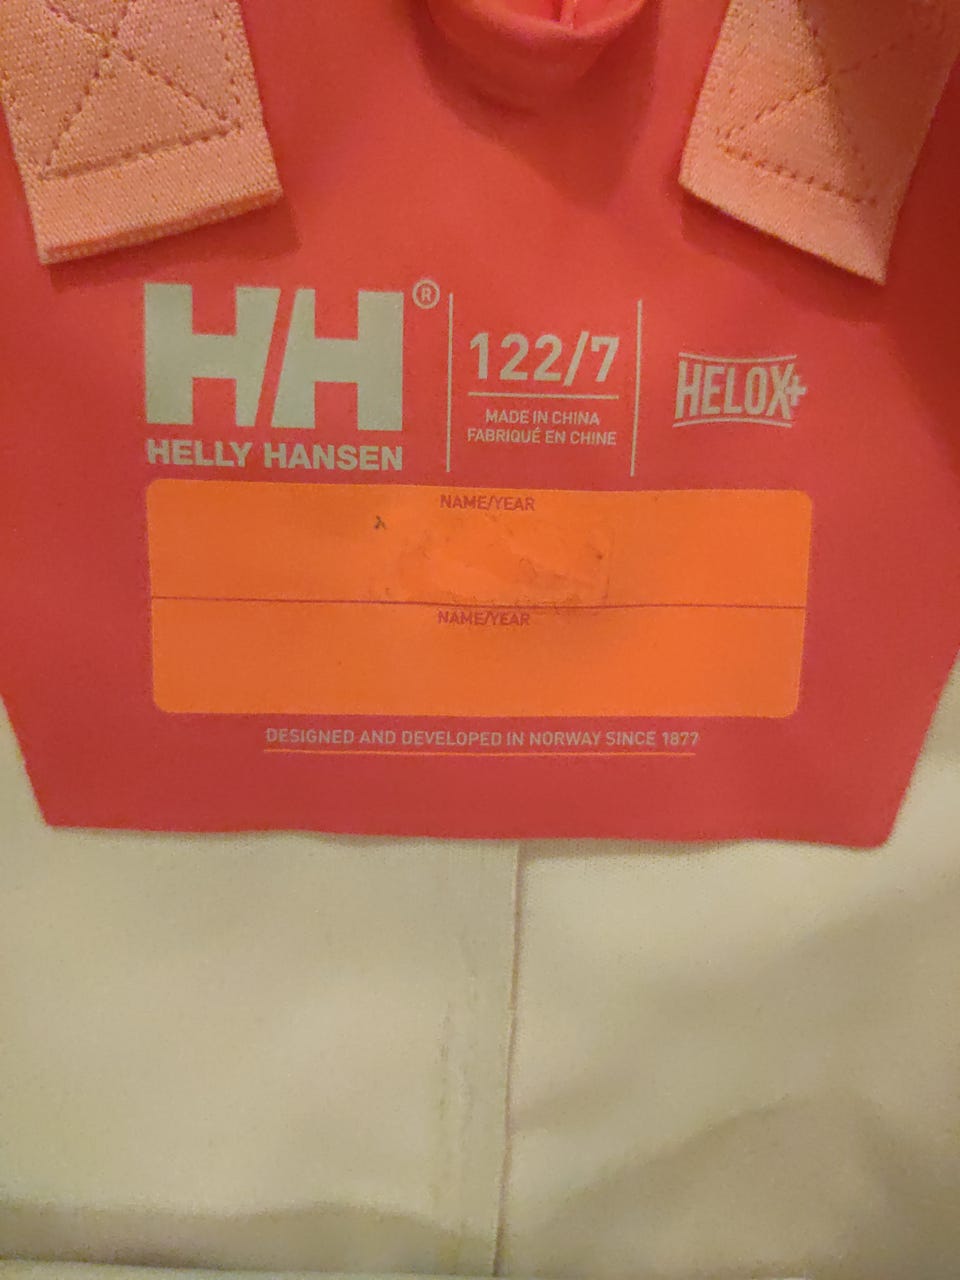 HH®
HELLY HANSEN
122/7
MADE IN CHINA
FABRIQUÉ EN CHINE
HELOX+
NAME/YEAR
NAME/YEAR
DESIGNED AND DEVELOPED IN NORWAY SINCE 1877